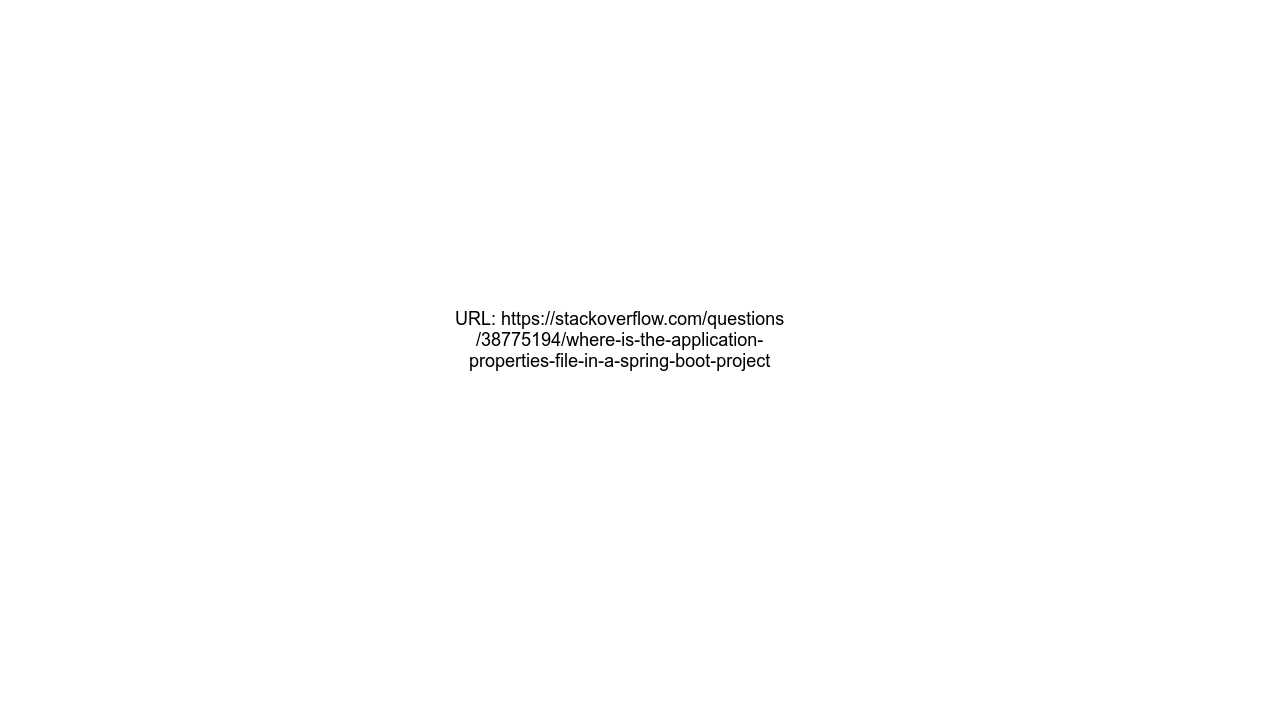 URL: https://stackoverflow.com/questions
/38775194/where-is-the-application-
properties-file-in-a-spring-boot-project